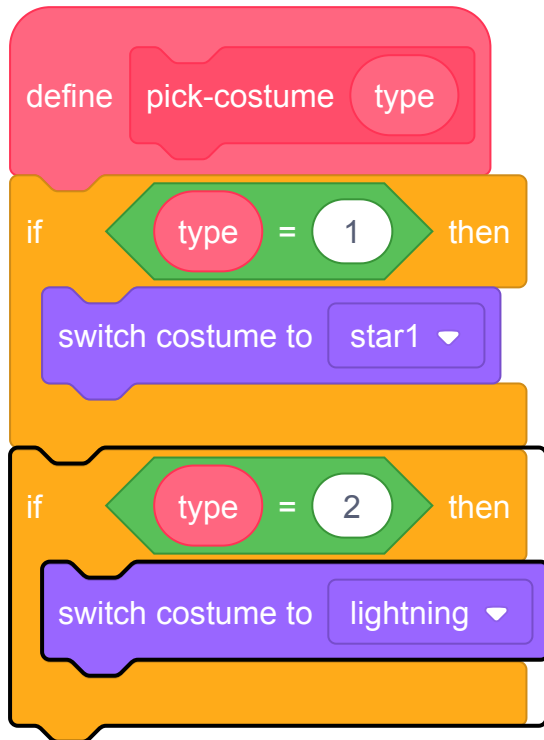 define pick-costume type
if type = 1 then
switch costume to star1
if type = 2 then
switch costume to lightning